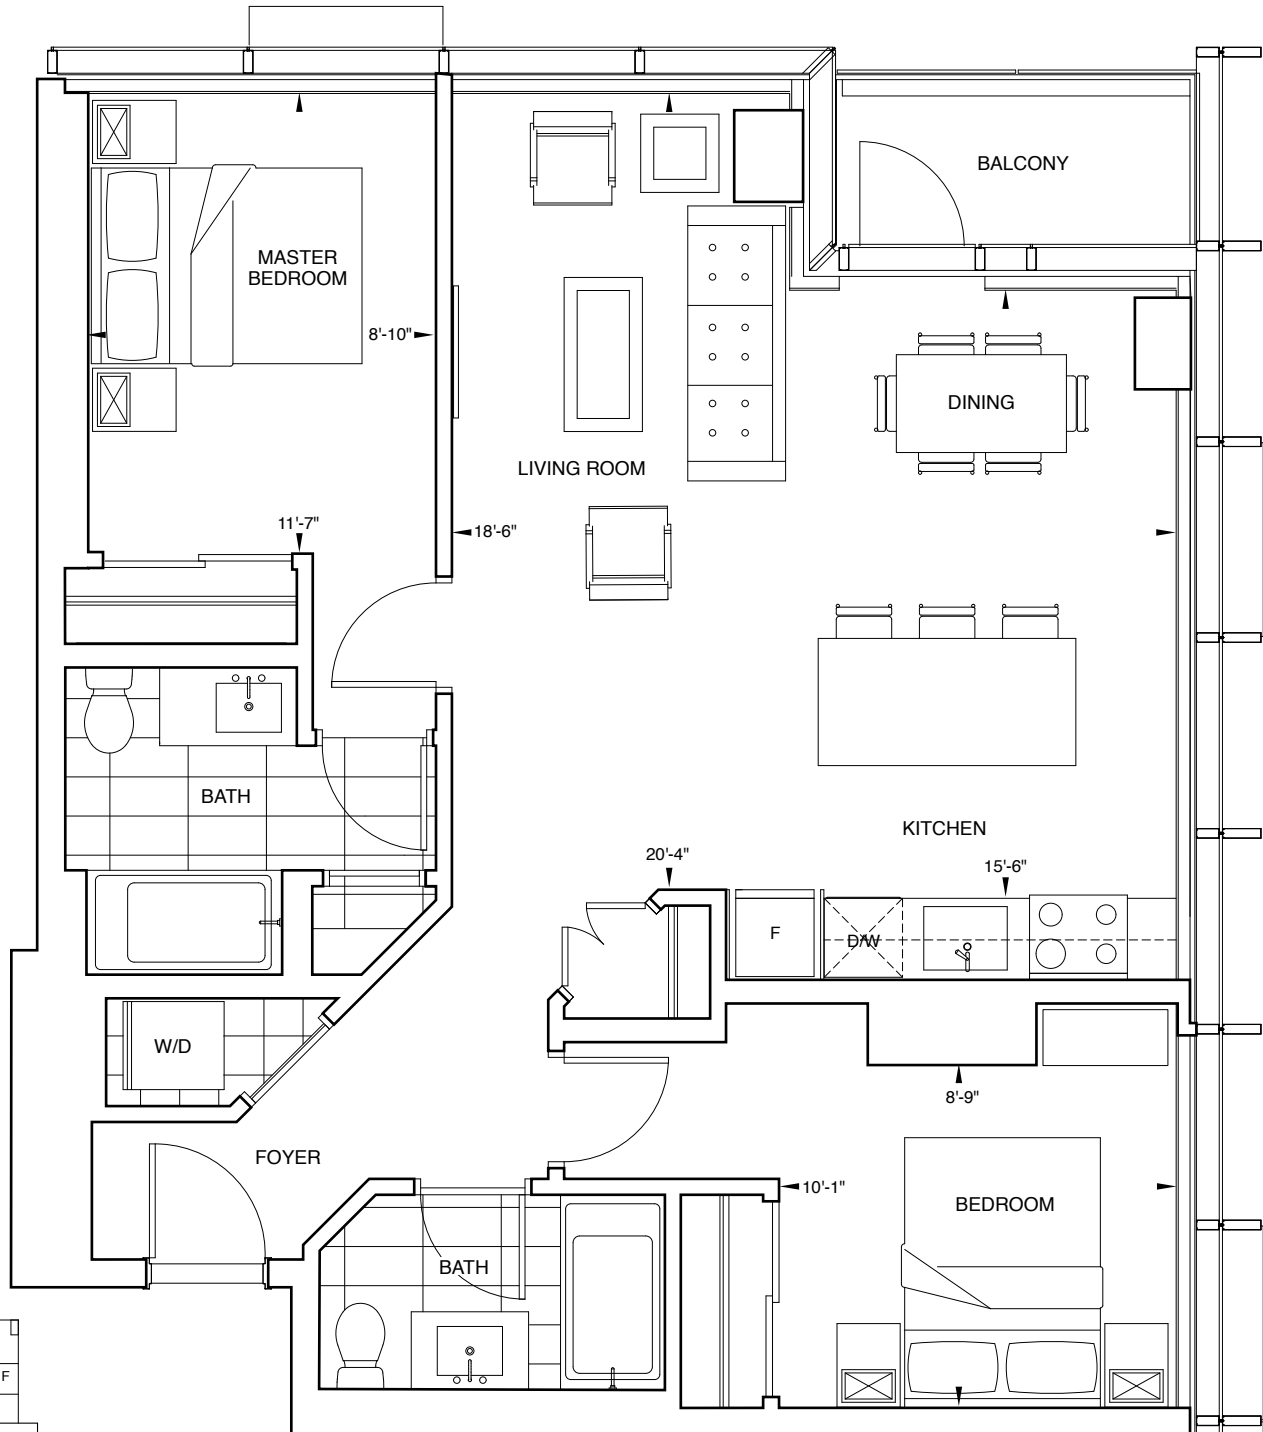 BALCONY
MASTER
BEDROOM
8'-10"
DINING
LIVING ROOM
11'-7"
18'-6"
BATH
KITCHEN
20'-4"
15'-6"
F
D/W
W/D
8'-9"
FOYER
10'-1"
BEDROOM
BATH
F